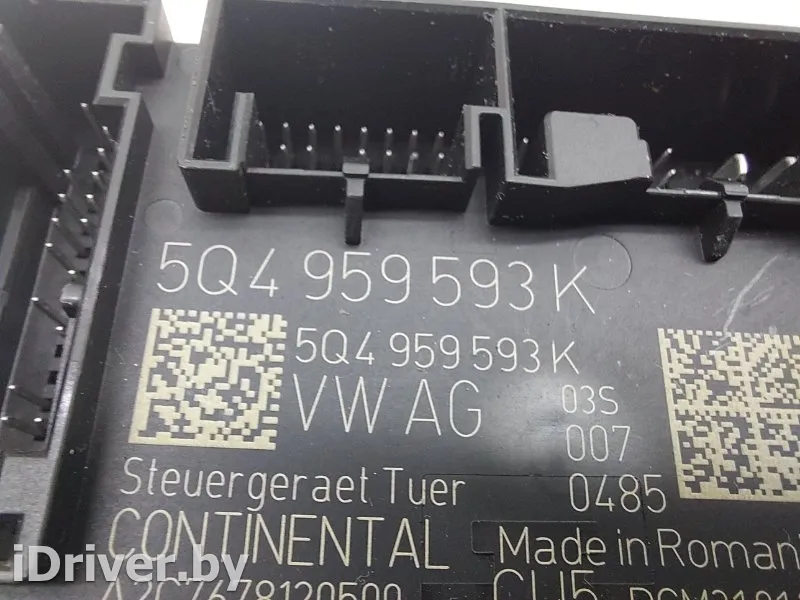 5Q4 959 593 K
5Q4 959 593 K
VW AG 03S
007
Steuergeraet Tuer 0485
CONTINENTAL Made in Roman
iDriver.by